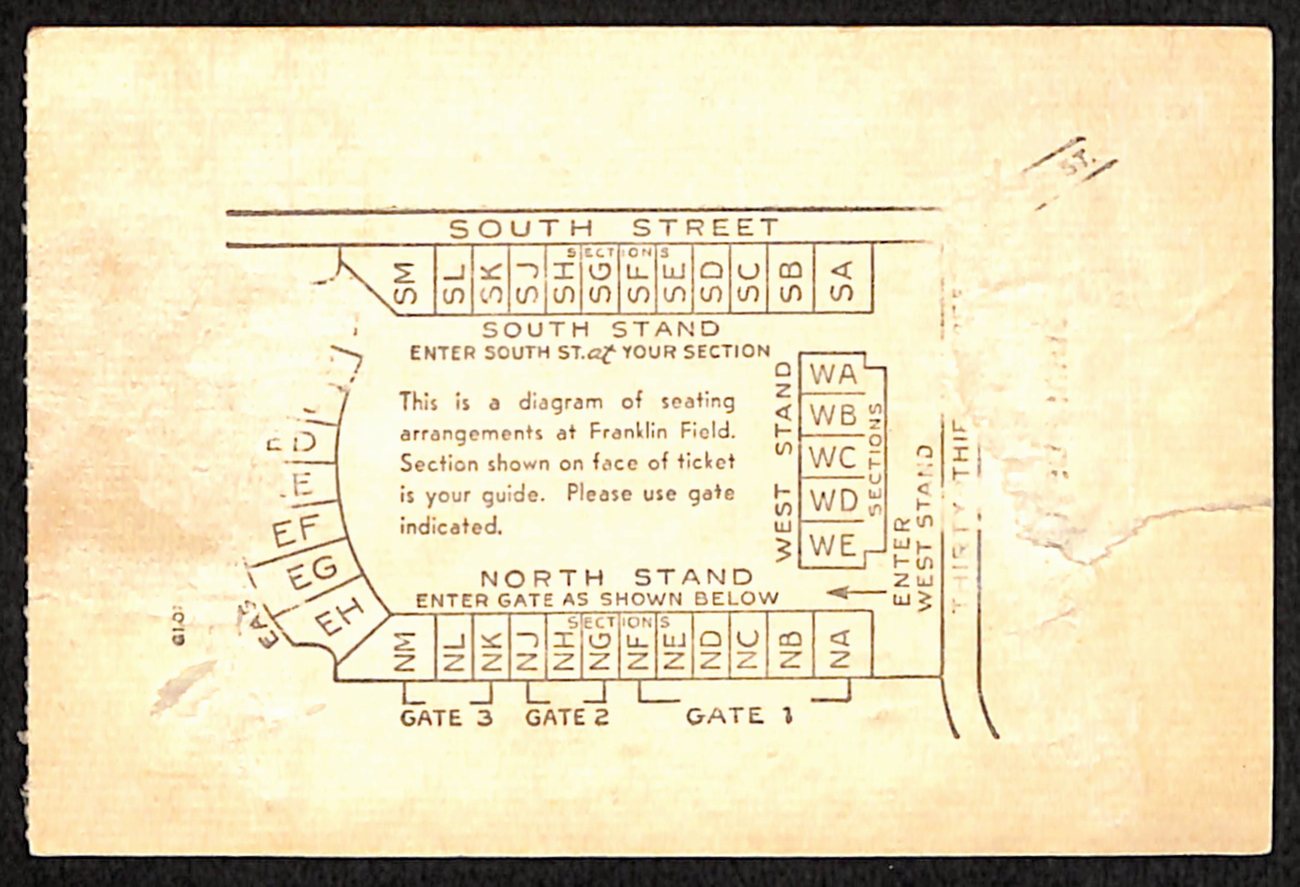 ST.
SOUTH STREET
SECTIONS
SM SL SK SJ SH SG SF SE SD SC SB SA
SOUTH STAND
ENTER SOUTH ST. at YOUR SECTION
This is a diagram of seating
arrangements at Franklin Field.
Section shown on face of ticket
is your guide. Please use gate
indicated.
WEST STAND
WA
WB
WC
WD
WE
SECTIONS
ENTER
WEST STAND
D
E
EF
EG
EH
EAS
NORTH STAND
ENTER GATE AS SHOWN BELOW
SECTIONS
NM NL NK NJ NH NG NF NE ND NC NB NA
GATE 3 GATE 2 GATE 1